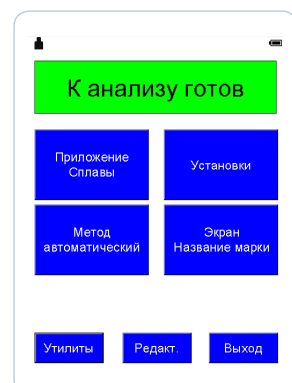 К анализу готов
Приложение
Сплавы
Установки
Метод
автоматический
Экран
Название марки
Утилиты
Редакт.
Выход